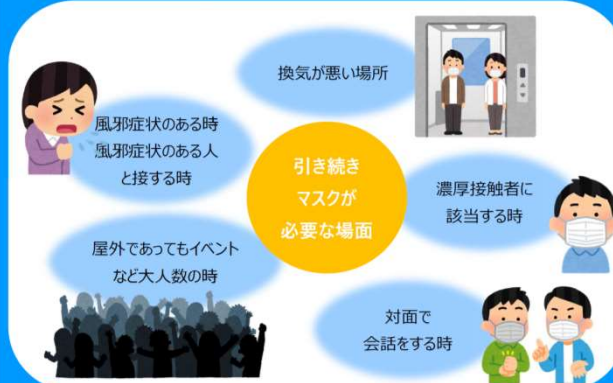 換気が悪い場所
風邪症状のある時
風邪症状のある人
と接する時
引き続き
マスクが
必要な場面
濃厚接触者に
該当する時
屋外であってもイベント
など大人数の時
対面で
会話をする時